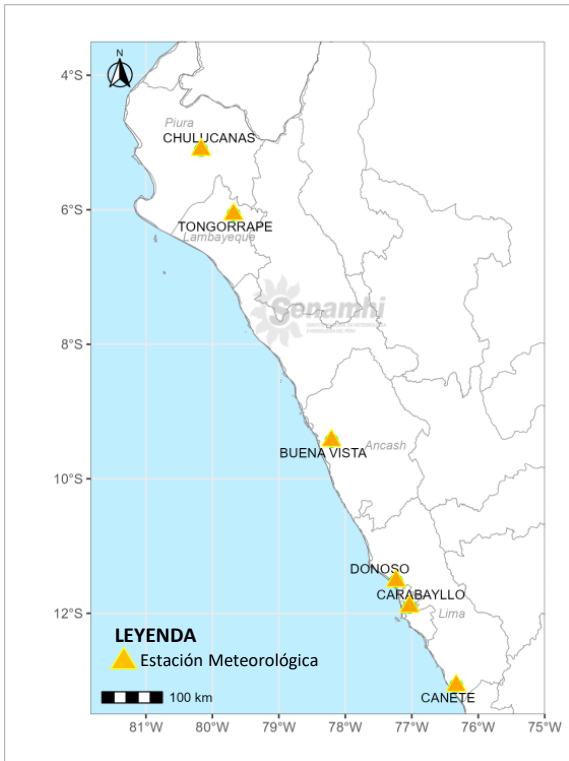 N
4°S
Piura
CHULUCANAS
6°S
TONGORRAPE
Lambayeque
Senamhi
8°S
Ancash
BUENA VISTA
10°S
DONOSO
CARABAYLLO
12°S
Lima
LEYENDA
Estación Meteorológica
CAÑETE
100 km
81°W 80°W 79°W 78°W 77°W 76°W 75°W